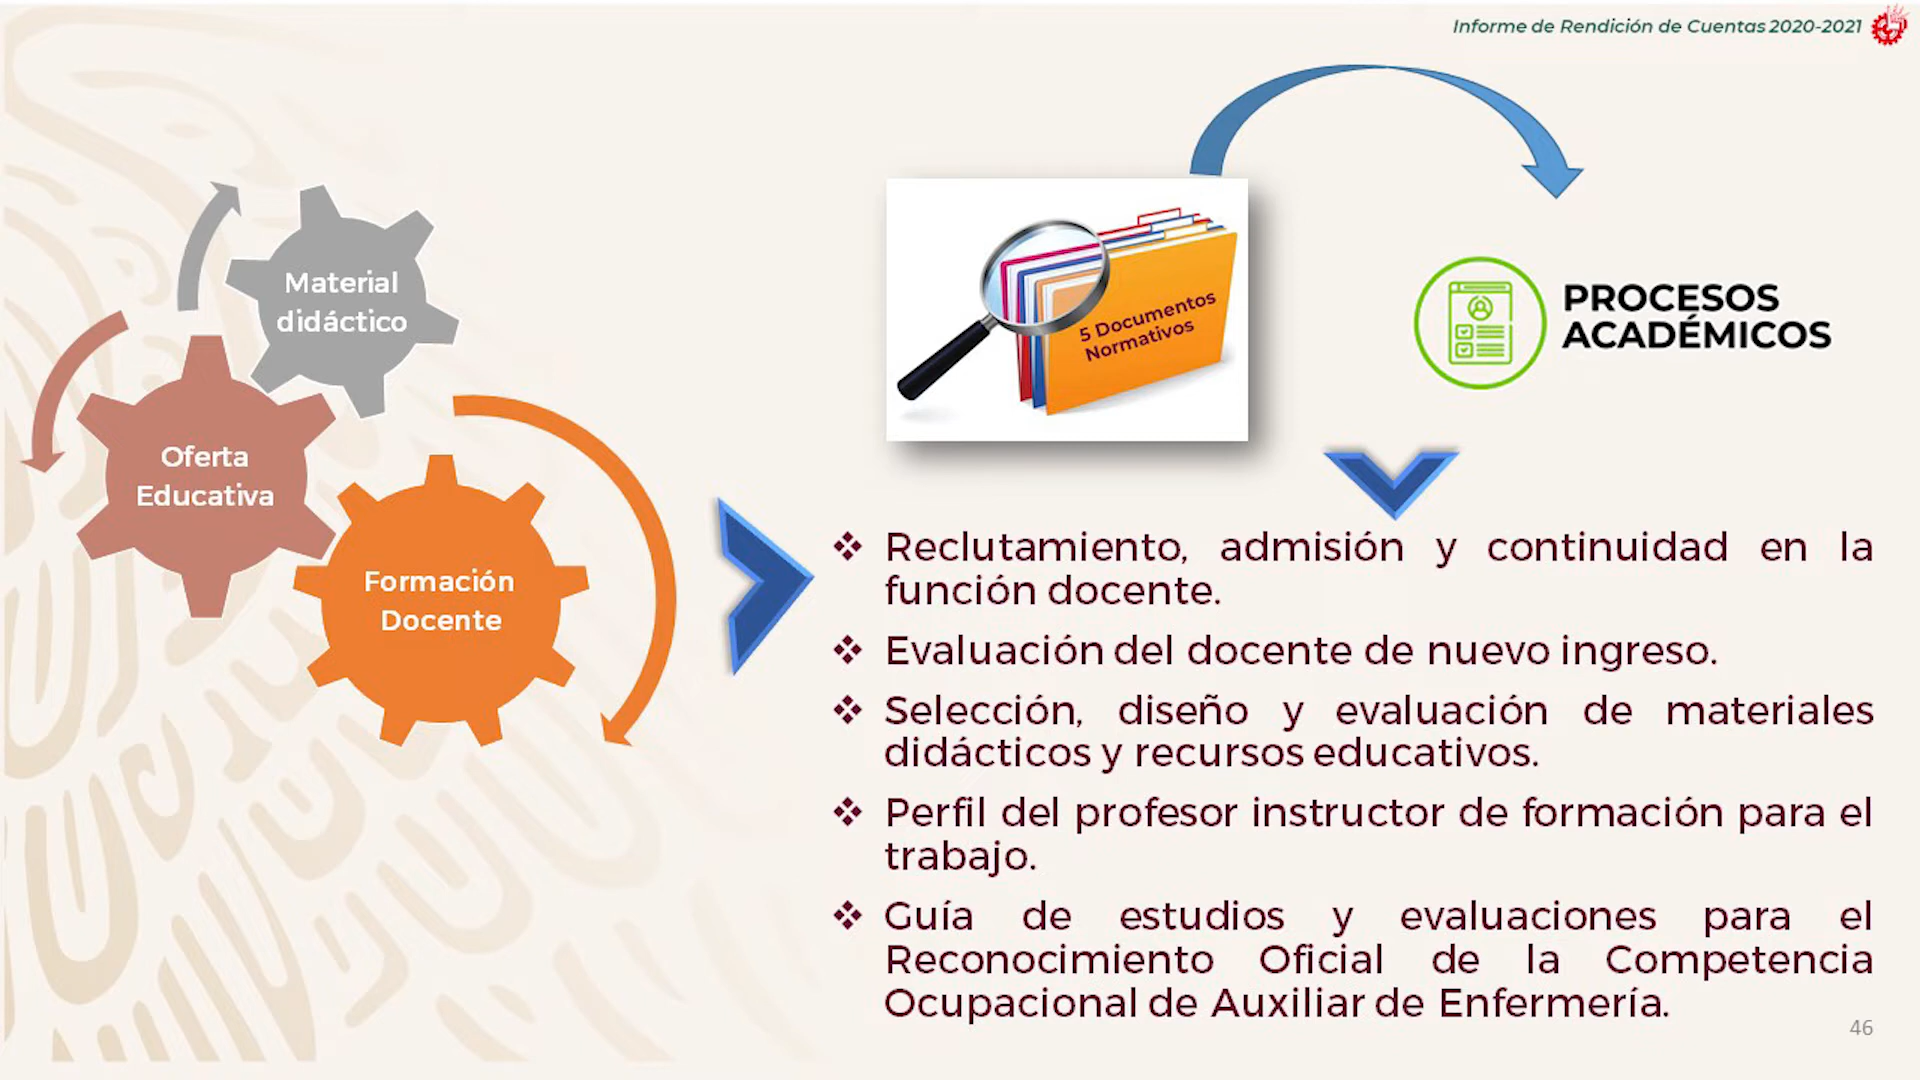 Informe de Rendición de Cuentas 2020-2021
Material
didáctico
Oferta
Educativa
Formación
Docente
5 Documentos
Normativos
PROCESOS
ACADÉMICOS
Reclutamiento, admisión y continuidad en la
función docente.
Evaluación del docente de nuevo ingreso.
Selección, diseño y evaluación de materiales
didácticos y recursos educativos.
Perfil del profesor instructor de formación para el
trabajo.
Guía de estudios y evaluaciones para el
Reconocimiento Oficial de la Competencia
Ocupacional de Auxiliar de Enfermería.
46